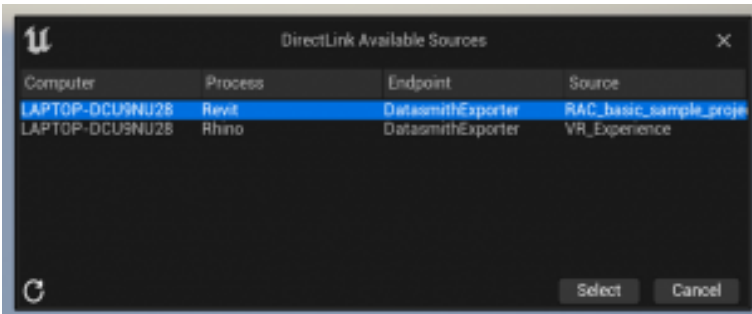 DirectLink Available Sources
Computer Process Endpoint Source
LAPTOP-DCU9NU28 Revit DatasmithExporter RAC_basic_sample_proje
LAPTOP-DCU9NU28 Rhino DatasmithExporter VR_Experience
Select Cancel